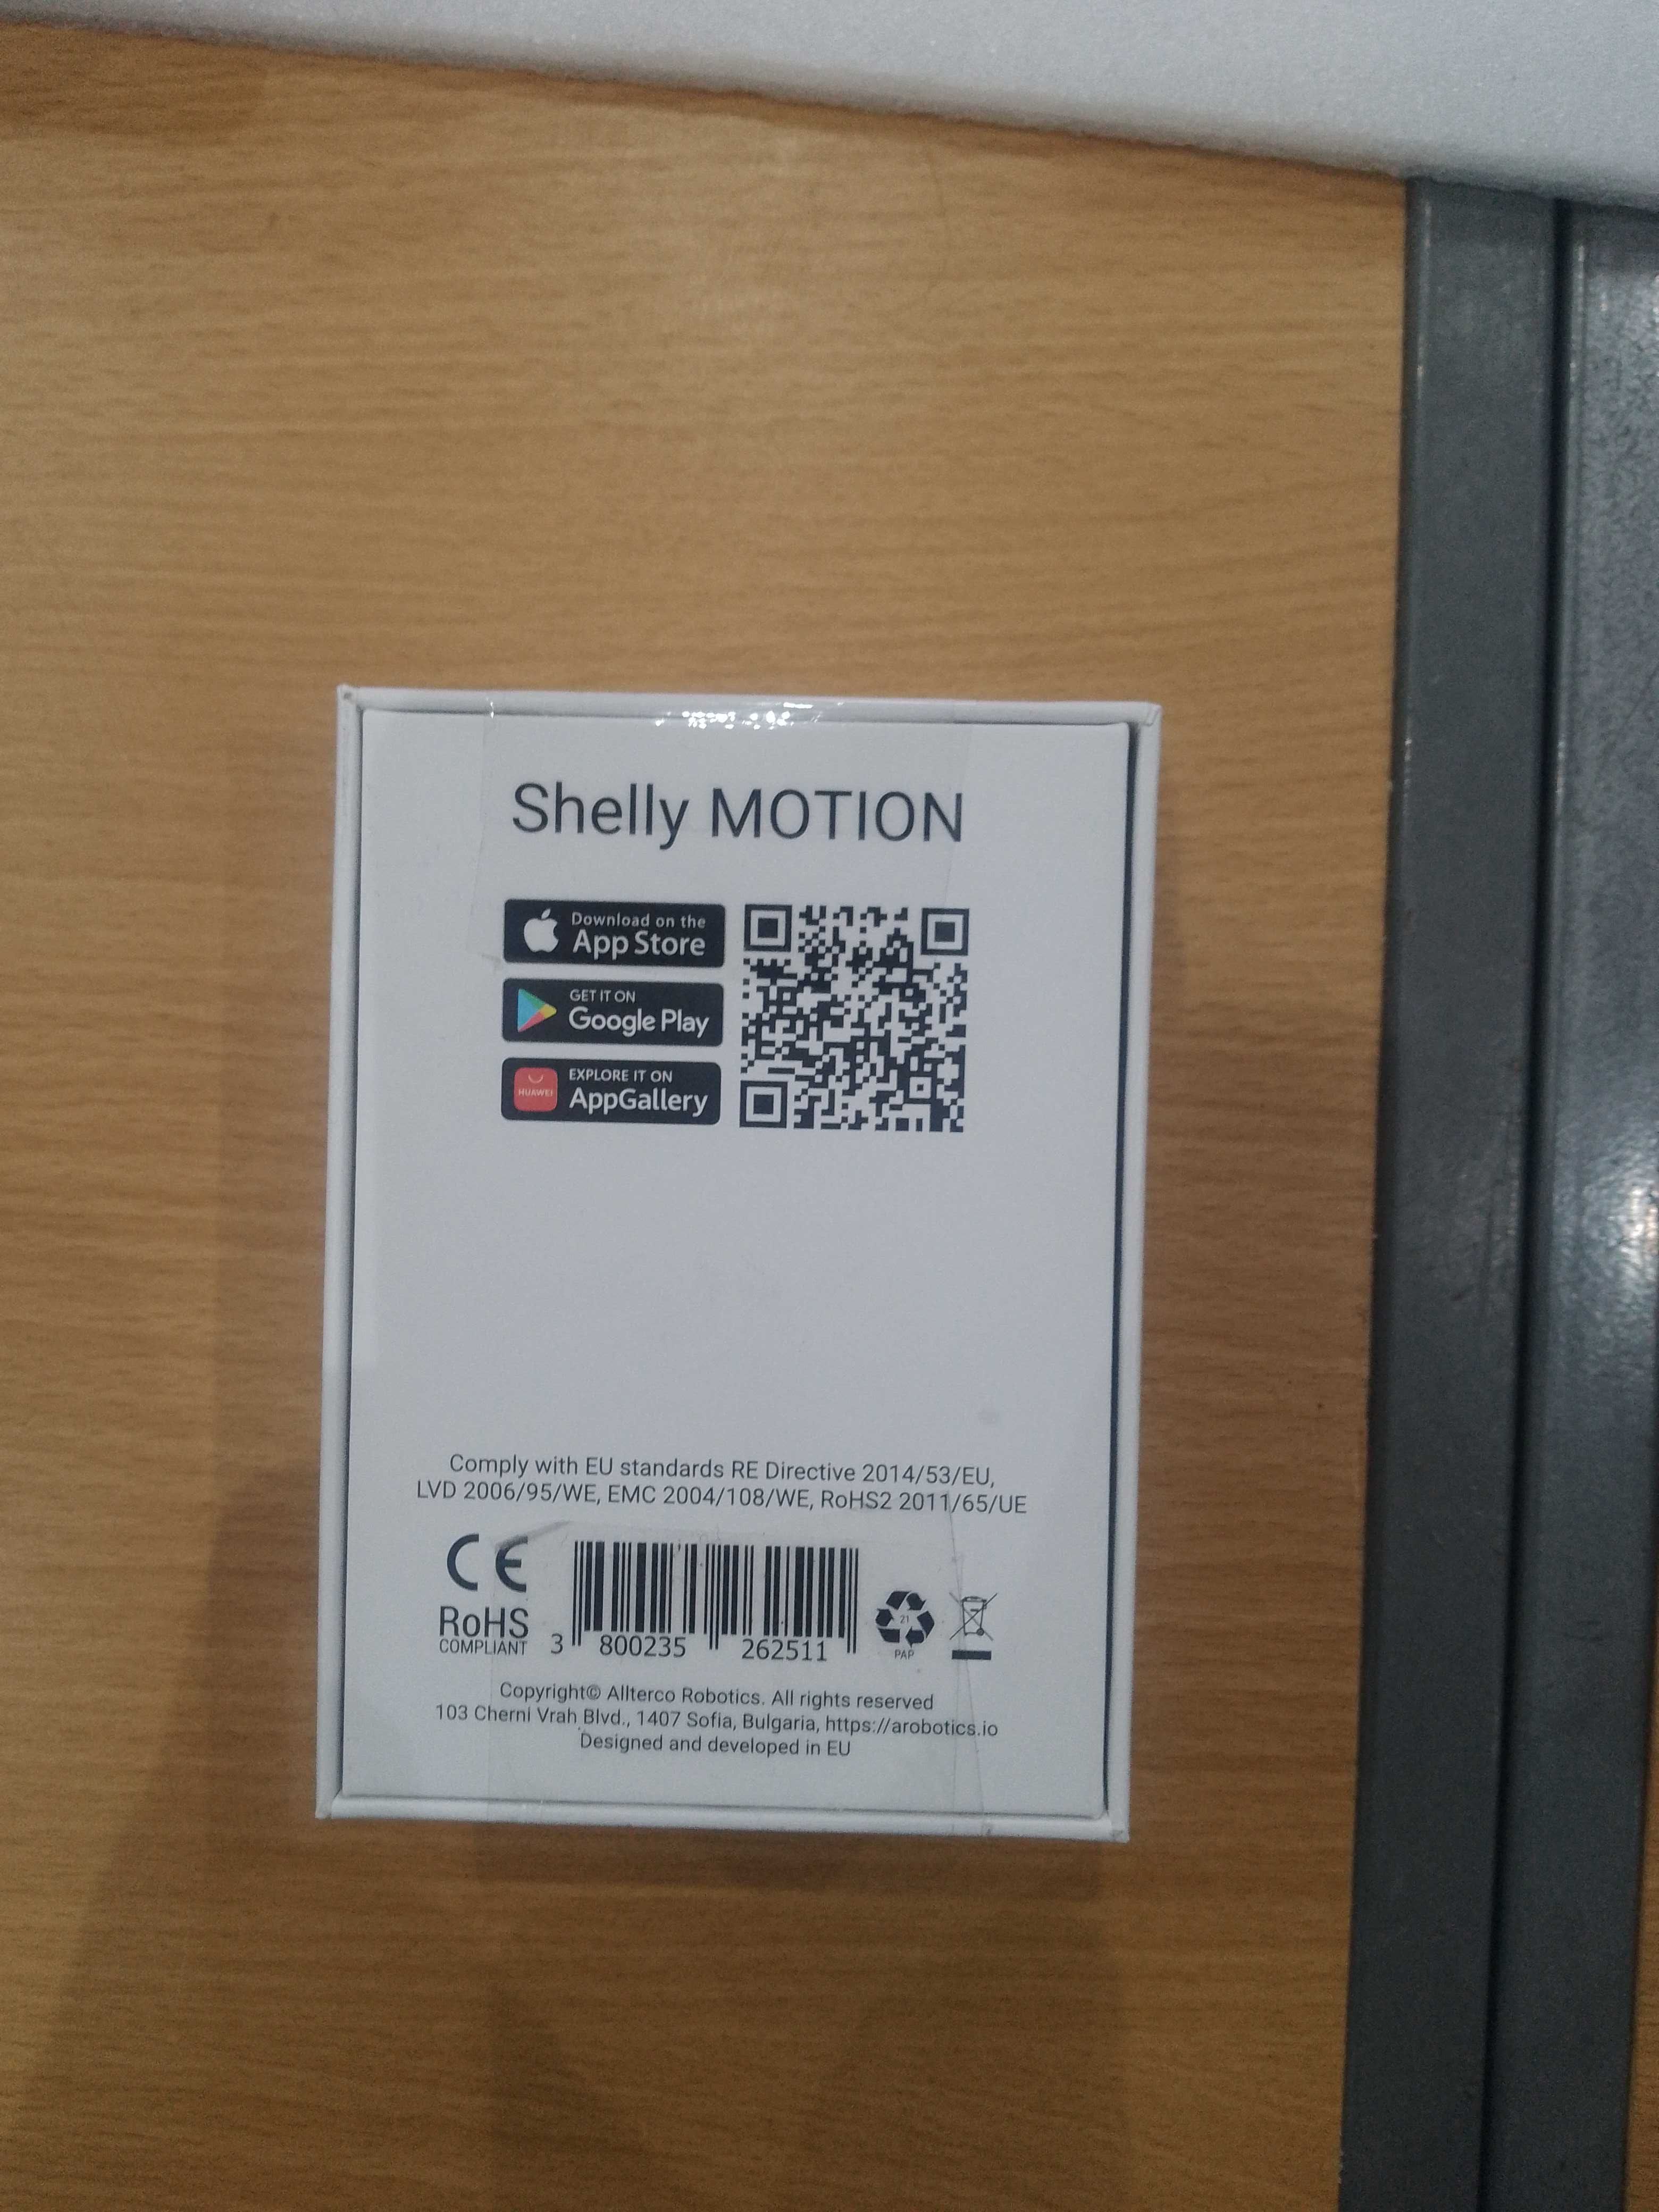 Shelly MOTION
Download on the
App Store
GET IT ON
Google Play
HUAWEI
EXPLORE IT ON
AppGallery
Comply with EU standards RE Directive 2014/53/EU,
LVD 2006/95/WE, EMC 2004/108/WE, RoHS2 2011/65/UE
CE
RoHS
COMPLIANT
3 800235 262511
21
PAP
Copyright© Allterco Robotics. All rights reserved
103 Cherni Vrah Blvd., 1407 Sofia, Bulgaria, https://arobotics.io
Designed and developed in EU